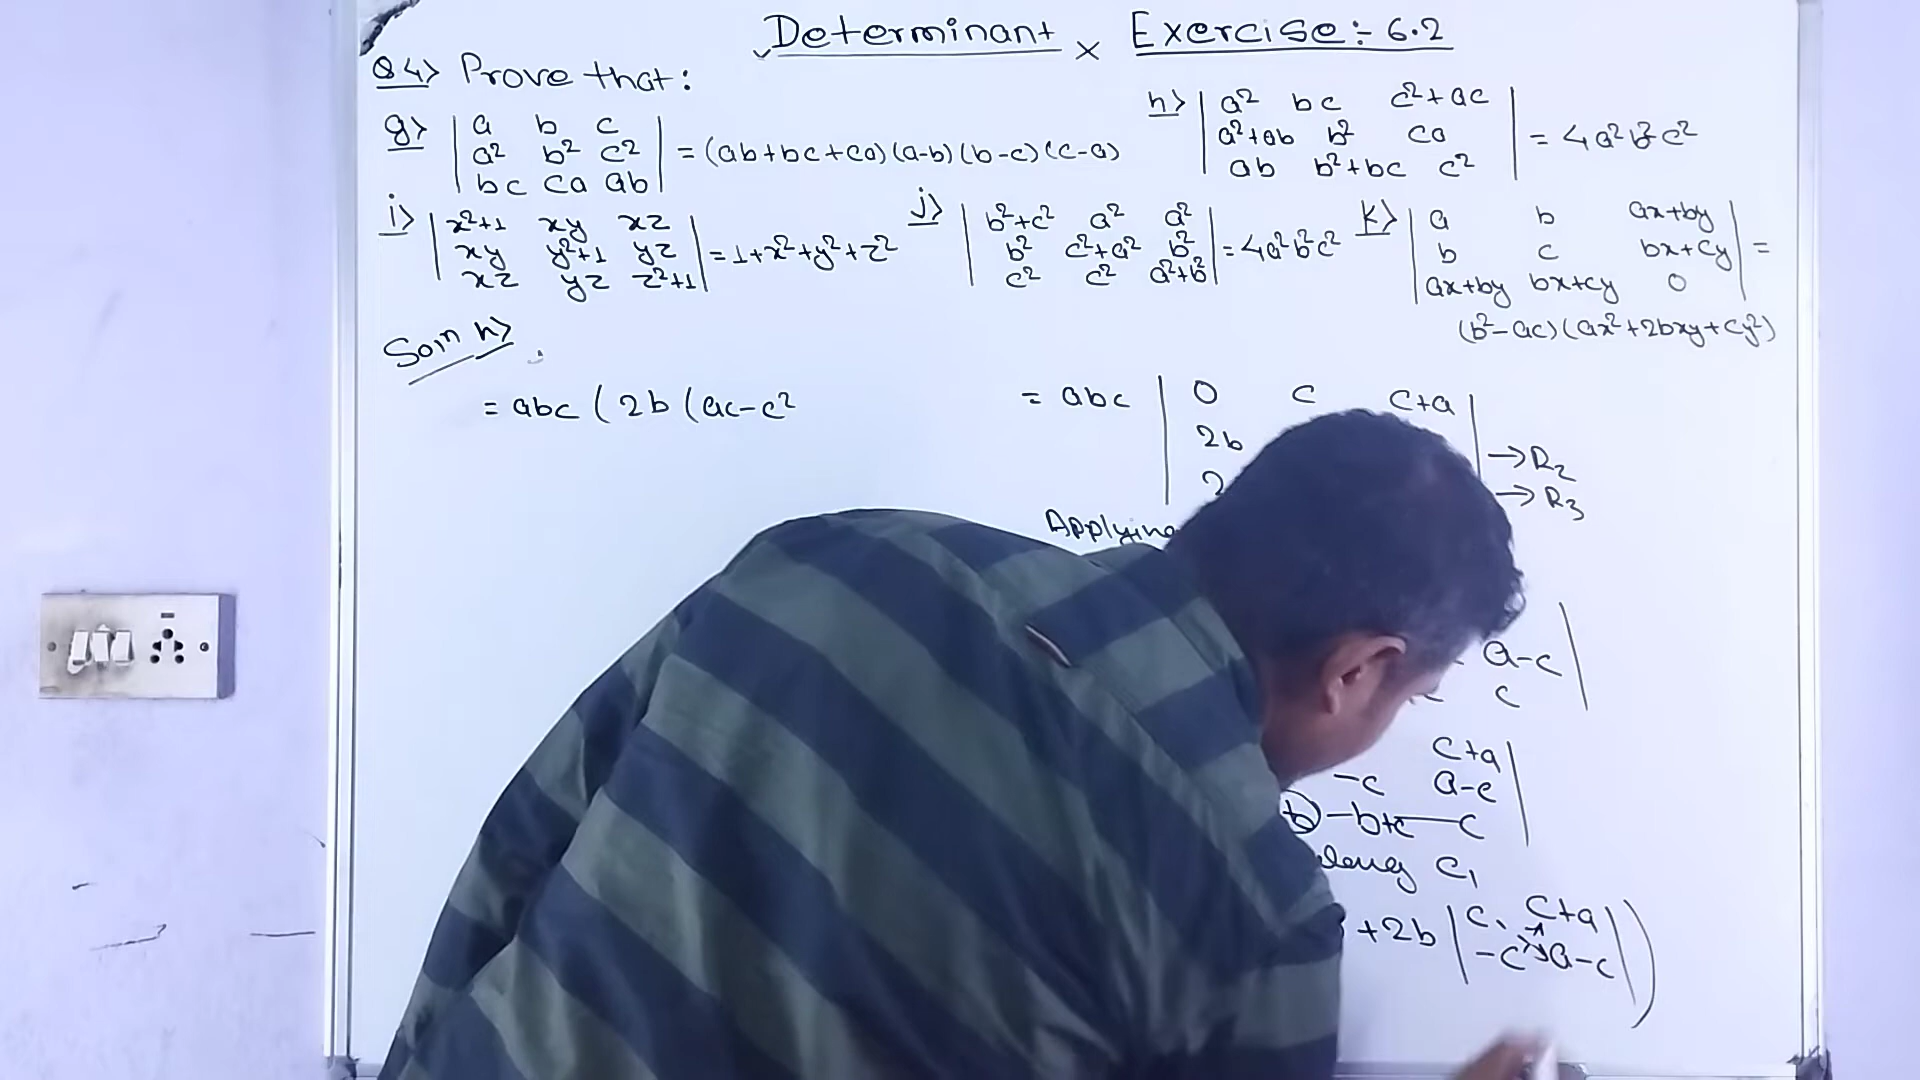 Determinant × Exercise:- 6.2
Q4> Prove that:
g> | a b c |
| a² b² c² | = (ab+bc+ca)(a-b)(b-c)(c-a)
| bc ca ab |
h> | a² bc c²+ac |
| a²+ab b² ca | = 4a²b²c²
| ab b²+bc c² |
i> | x²+1 xy xz |
| xy y²+1 yz | = 1+x²+y²+z²
| xz yz z²+1 |
j> | b²+c² a² a² |
| b² c²+a² b² | = 4a²b²c²
| c² c² a²+b² |
k> | a b ax+by |
| b c bx+cy | =
| ax+by bx+cy 0 |
(b²-ac)(ax²+2bxy+cy²)
Soln h>
= abc (2b (ac-c²
= abc | 0 c c+a |
2b → R₂
2 → R₃
Applying
a-c
c
c+a
-c a-c
b -b+c c
along C₁
+2b | c c+a |
| -c a-c | )